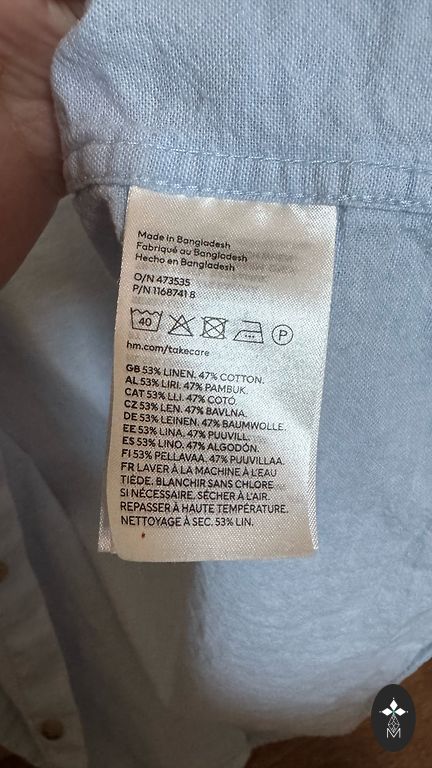 Made in Bangladesh
Fabriqué au Bangladesh
Hecho en Bangladesh
O/N 473535
P/N 1168741 8
40
P
hm.com/takecare
GB 53% LINEN. 47% COTTON.
AL 53% LIRI. 47% PAMBUK.
CAT 53% LLI. 47% COTÓ.
CZ 53% LEN. 47% BAVLNA.
DE 53% LEINEN. 47% BAUMWOLLE.
EE 53% LINA. 47% PUUVILL.
ES 53% LINO. 47% ALGODÓN.
FI 53% PELLAVAA. 47% PUUVILLAA.
FR LAVER À LA MACHINE À L'EAU
TIÈDE. BLANCHIR SANS CHLORE
SI NÉCESSAIRE. SÉCHER À L'AIR.
REPASSER À HAUTE TEMPÉRATURE.
NETTOYAGE À SEC. 53% LIN.
M